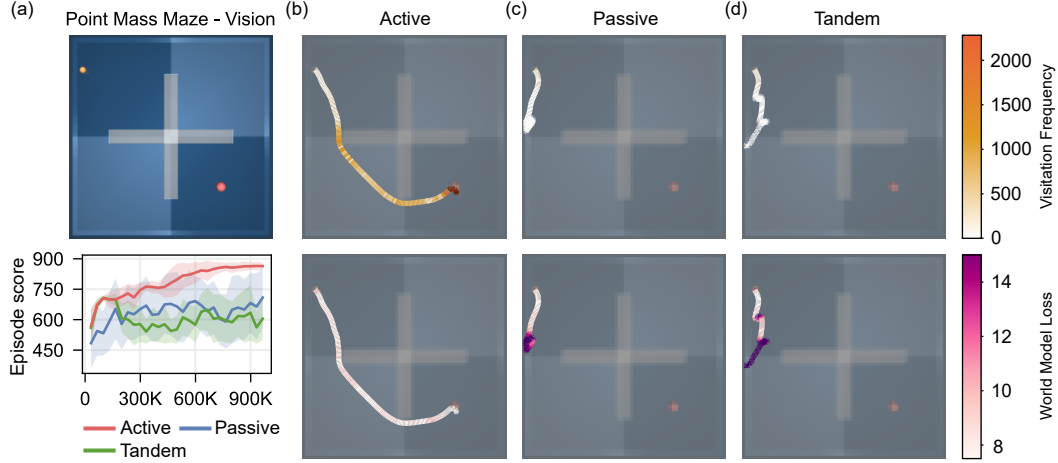 (a)
Point Mass Maze - Vision
(b)
Active
(c)
Passive
(d)
Tandem
2000
1500
1000
500
0
Visitation Frequency
Episode score
900
750
600
450
0
300K
600K
900K
Active
Passive
Tandem
14
12
10
8
World Model Loss